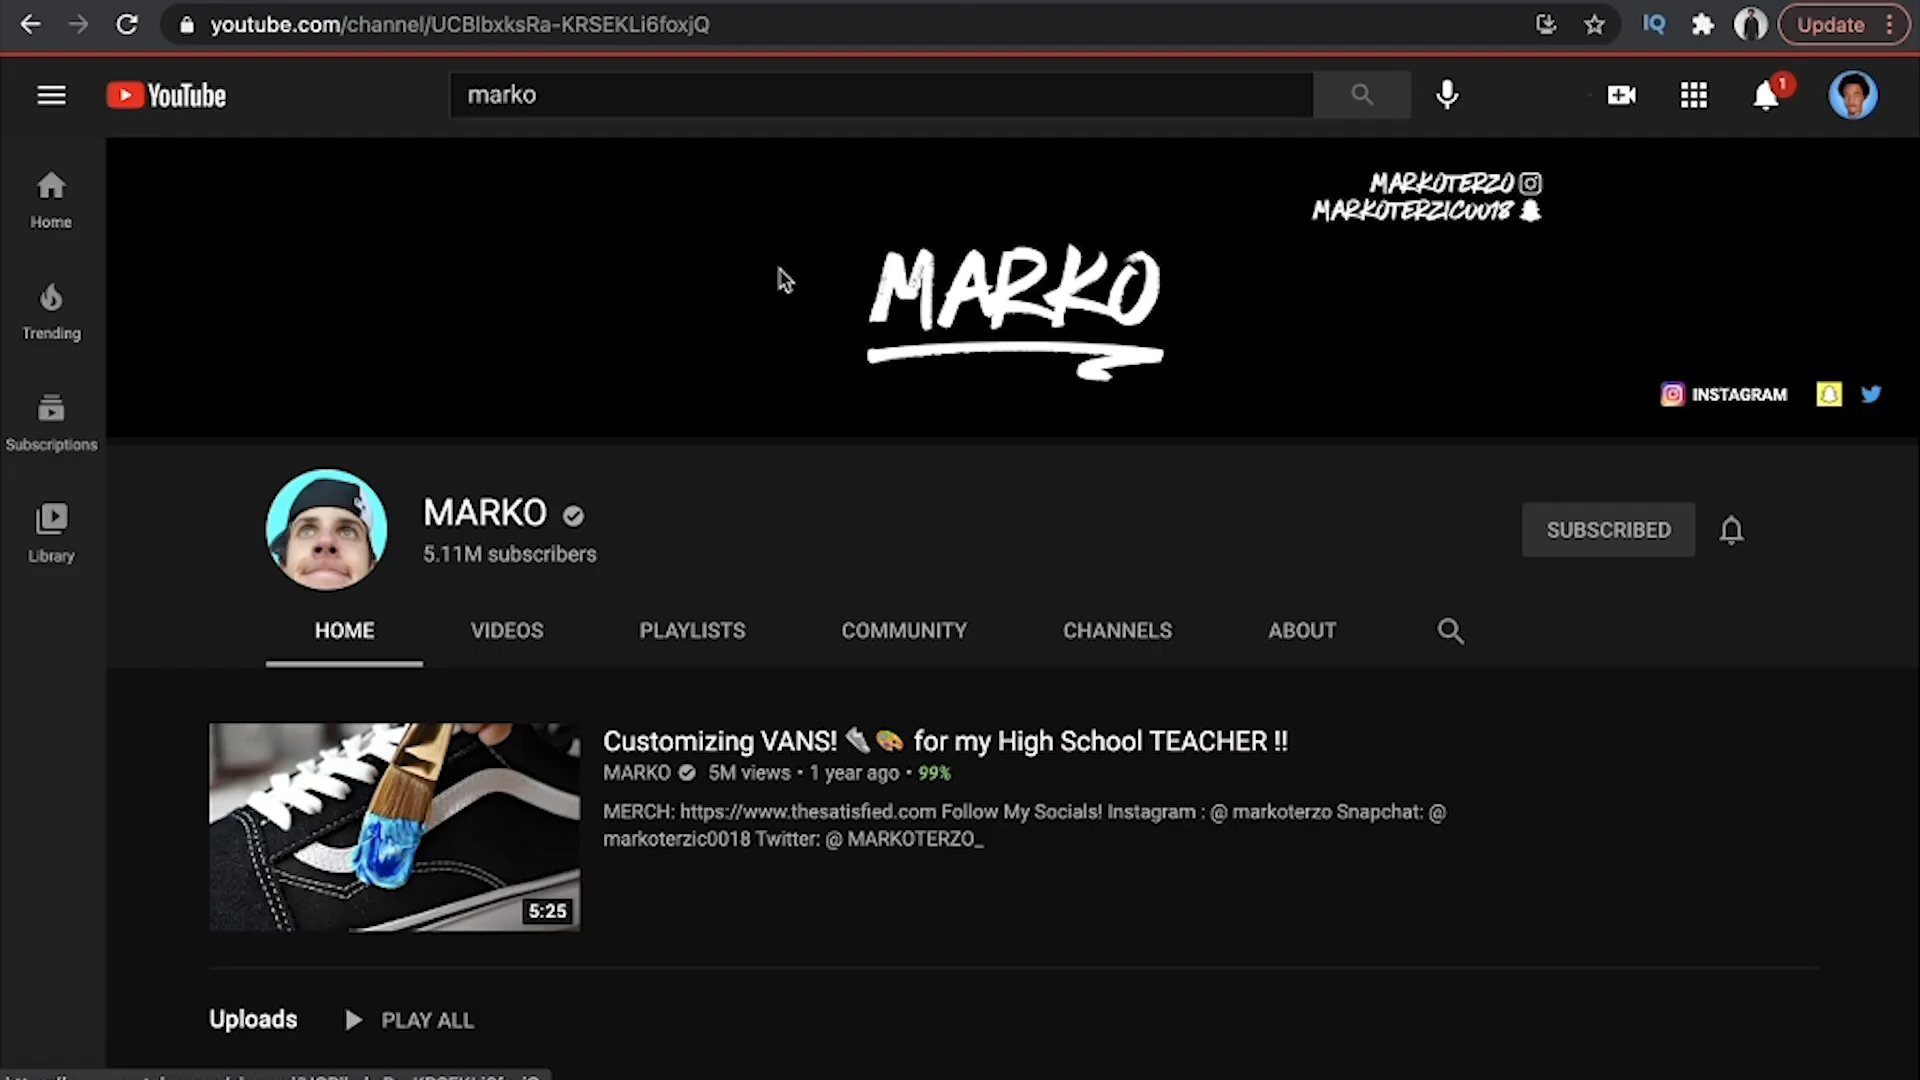 youtube.com/channel/UCBlbxksRa-KRSEKLi6foxjQ
IQ
Update
YouTube
marko
1
Home
Trending
Subscriptions
Library
MARKOTERZO
MARKOTERZIC0018
MARKO
INSTAGRAM
MARKO
5.11M subscribers
SUBSCRIBED
HOME VIDEOS PLAYLISTS COMMUNITY CHANNELS ABOUT
Customizing VANS! 👟🎨 for my High School TEACHER !!
MARKO 5M views • 1 year ago • 99%
MERCH: https://www.thesatisfied.com Follow My Socials! Instagram : @ markoterzo Snapchat: @
markoterzic0018 Twitter: @ MARKOTERZO_
5:25
Uploads PLAY ALL